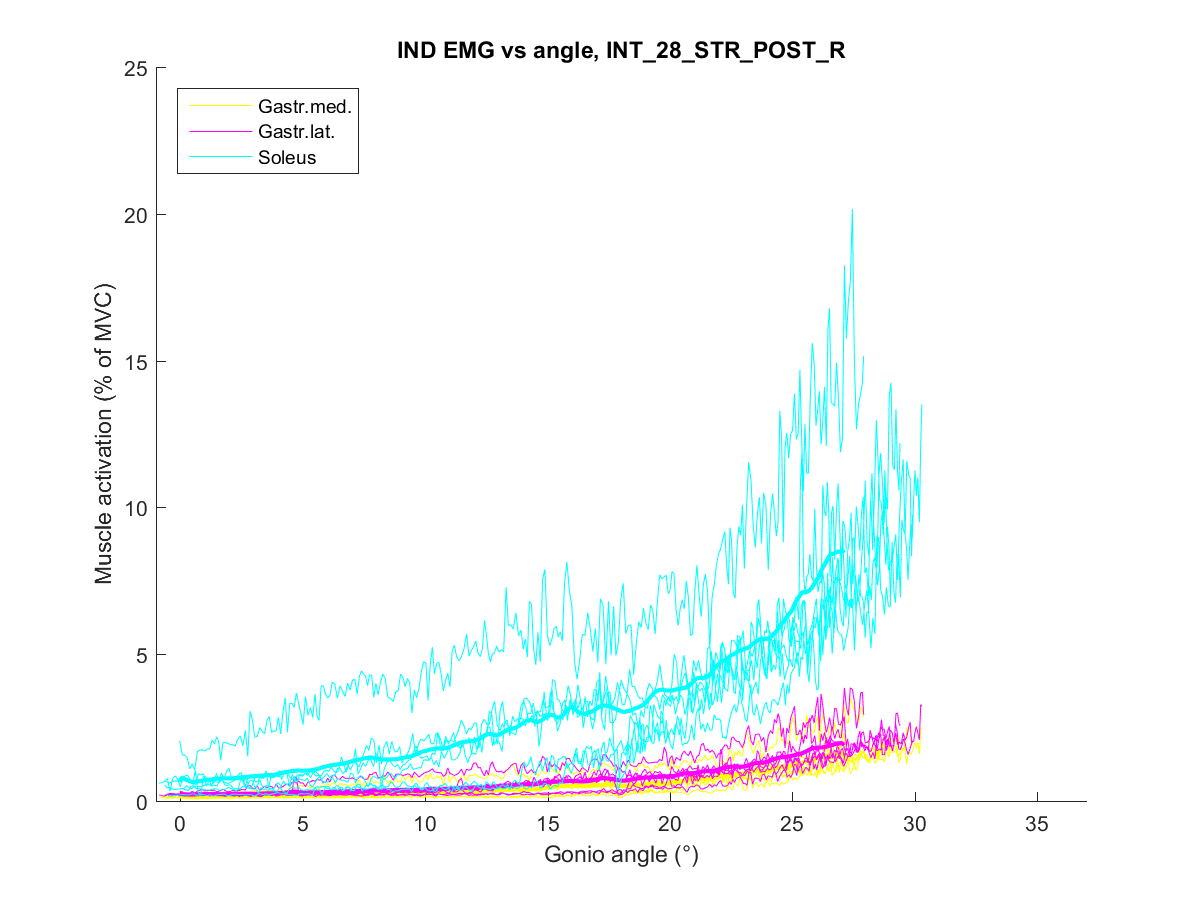 IND EMG vs angle, INT_28_STR_POST_R
25
20
15
10
5
0
Gastr.med.
Gastr.lat.
Soleus
Muscle activation (% of MVC)
0 5 10 15 20 25 30 35
Gonio angle (°)